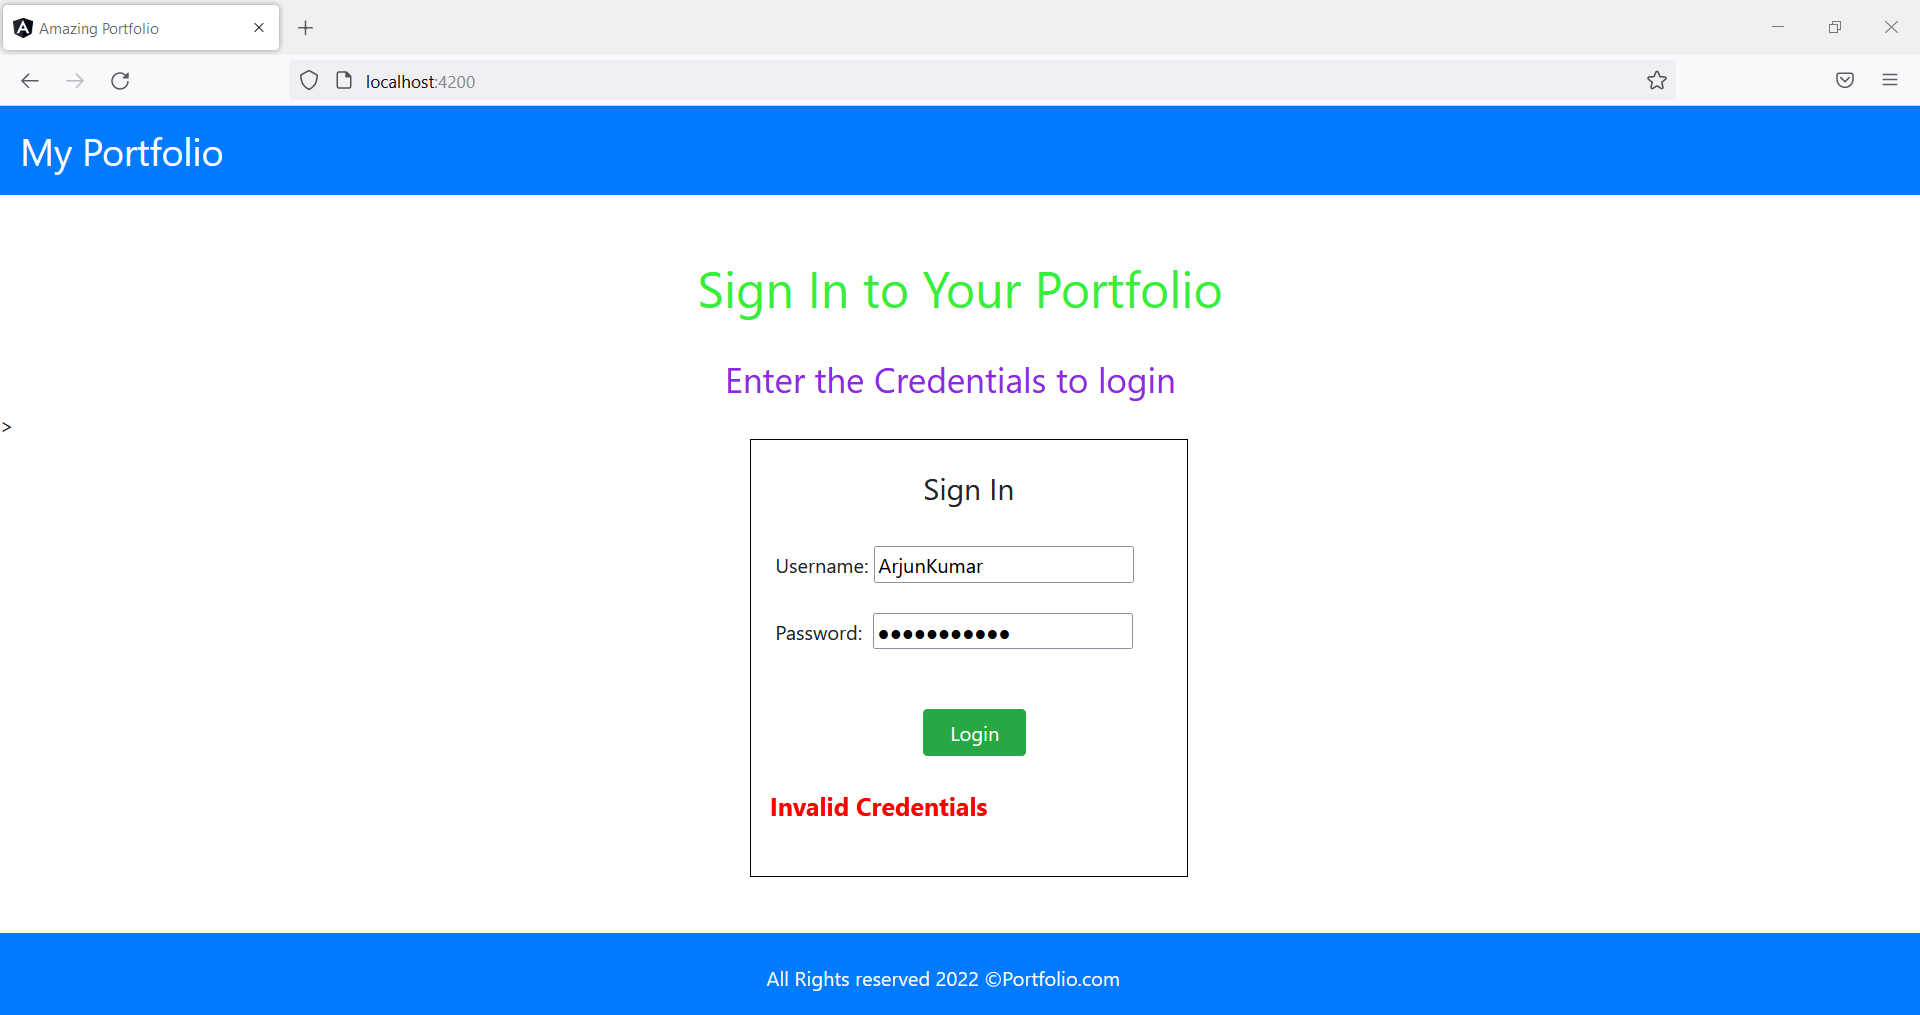 Amazing Portfolio
localhost:4200
My Portfolio
Sign In to Your Portfolio
Enter the Credentials to login
>
Sign In
Username: ArjunKumar
Password: ●●●●●●●●●●●
Login
Invalid Credentials
All Rights reserved 2022 ©Portfolio.com